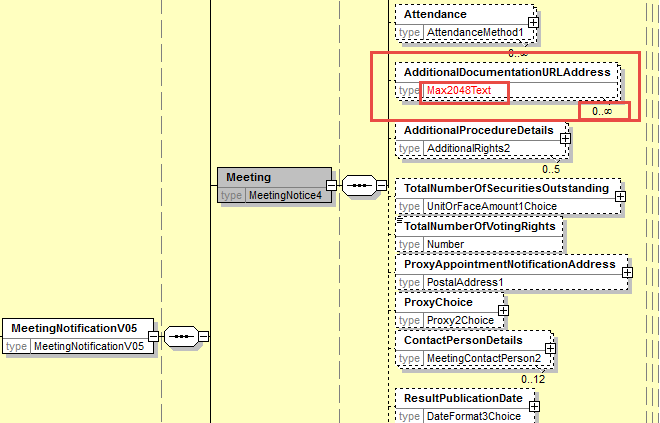 Attendance
type AttendanceMethod1
0..∞
AdditionalDocumentationURLAddress
type Max2048Text
0..∞
AdditionalProcedureDetails
type AdditionalRights2
0..5
Meeting
type MeetingNotice4
TotalNumberOfSecuritiesOutstanding
type UnitOrFaceAmount1Choice
TotalNumberOfVotingRights
type Number
ProxyAppointmentNotificationAddress
type PostalAddress1
ProxyChoice
type Proxy2Choice
MeetingNotificationV05
type MeetingNotificationV05
ContactPersonDetails
type MeetingContactPerson2
0..12
ResultPublicationDate
type DateFormat3Choice